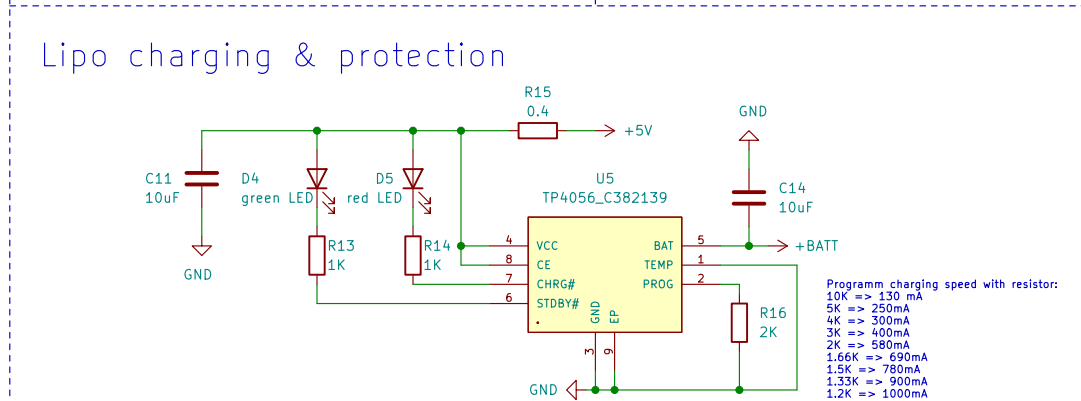 Lipo charging & protection
R15
0.4
+5V
GND
C11
10uF
D4
green LED
D5
red LED
U5
TP4056_C382139
C14
10uF
R13
1K
R14
1K
GND
4
VCC
8
CE
7
CHRG#
6
STDBY#
BAT
5
TEMP
1
PROG
2
GND
EP
3
9
+BATT
R16
2K
GND
Programm charging speed with resistor:
10K => 130 mA
5K => 250mA
4K => 300mA
3K => 400mA
2K => 580mA
1.66K => 690mA
1.5K => 780mA
1.33K => 900mA
1.2K => 1000mA